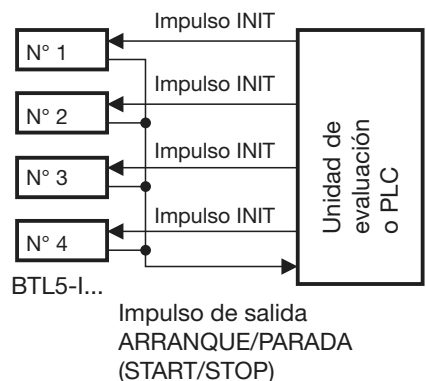 Impulso INIT
N° 1
Impulso INIT
N° 2
Impulso INIT
N° 3
Impulso INIT
N° 4
Unidad de
evaluación
o PLC
BTL5-I...
Impulso de salida
ARRANQUE/PARADA
(START/STOP)